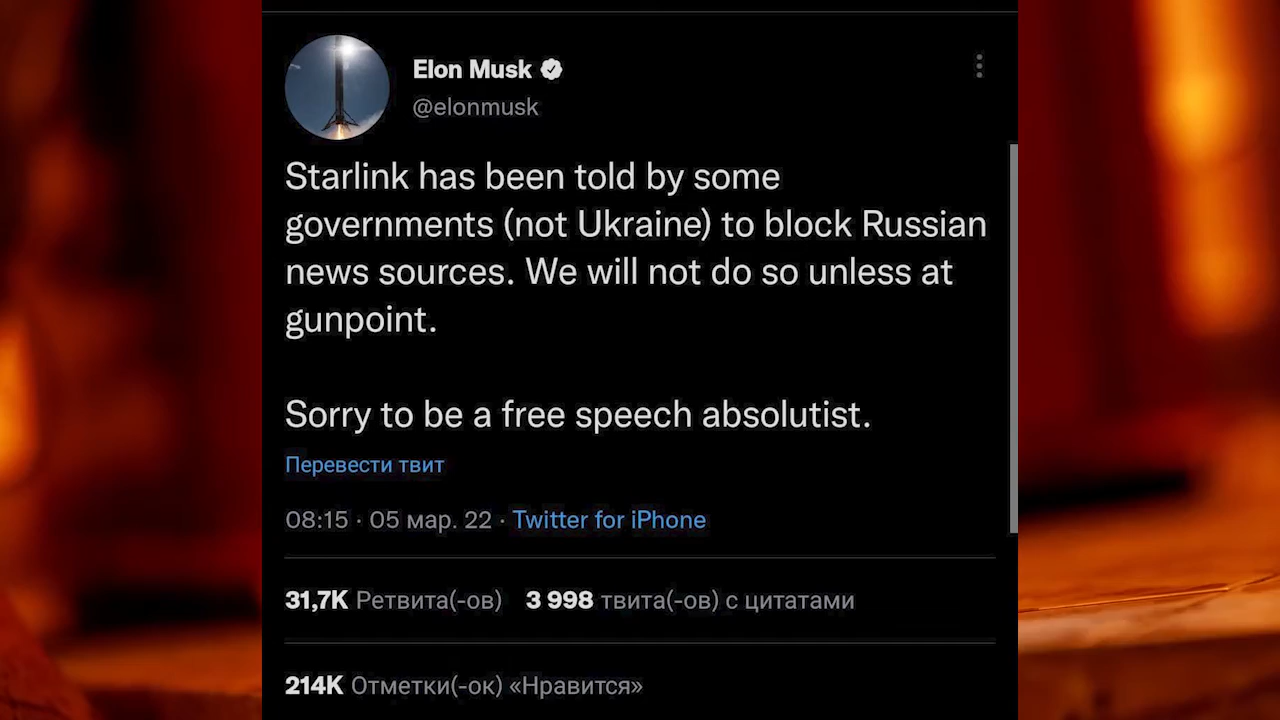 Elon Musk
@elonmusk
Starlink has been told by some
governments (not Ukraine) to block Russian
news sources. We will not do so unless at
gunpoint.
Sorry to be a free speech absolutist.
Перевести твит
08:15 · 05 мар. 22 · Twitter for iPhone
31,7K Ретвита(-ов) 3 998 твита(-ов) с цитатами
214K Отметки(-ок) «Нравится»